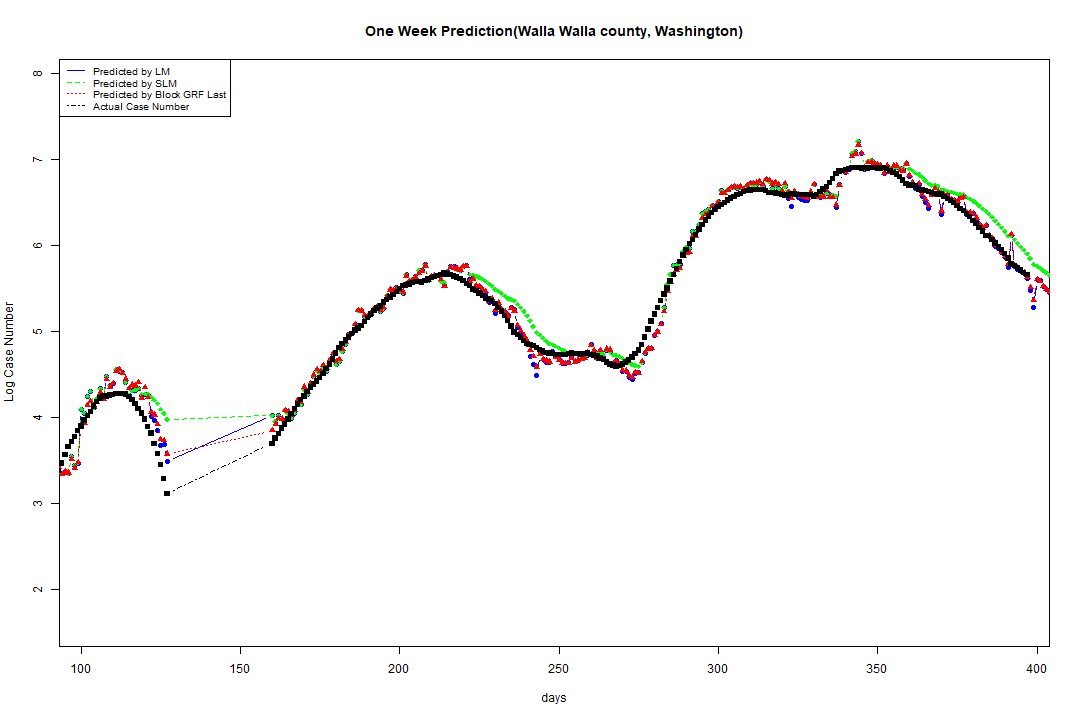 One Week Prediction(Walla Walla county, Washington)
Predicted by LM
Predicted by SLM
Predicted by Block GRF Last
Actual Case Number
8
7
6
5
4
3
2
Log Case Number
100 150 200 250 300 350 400
days